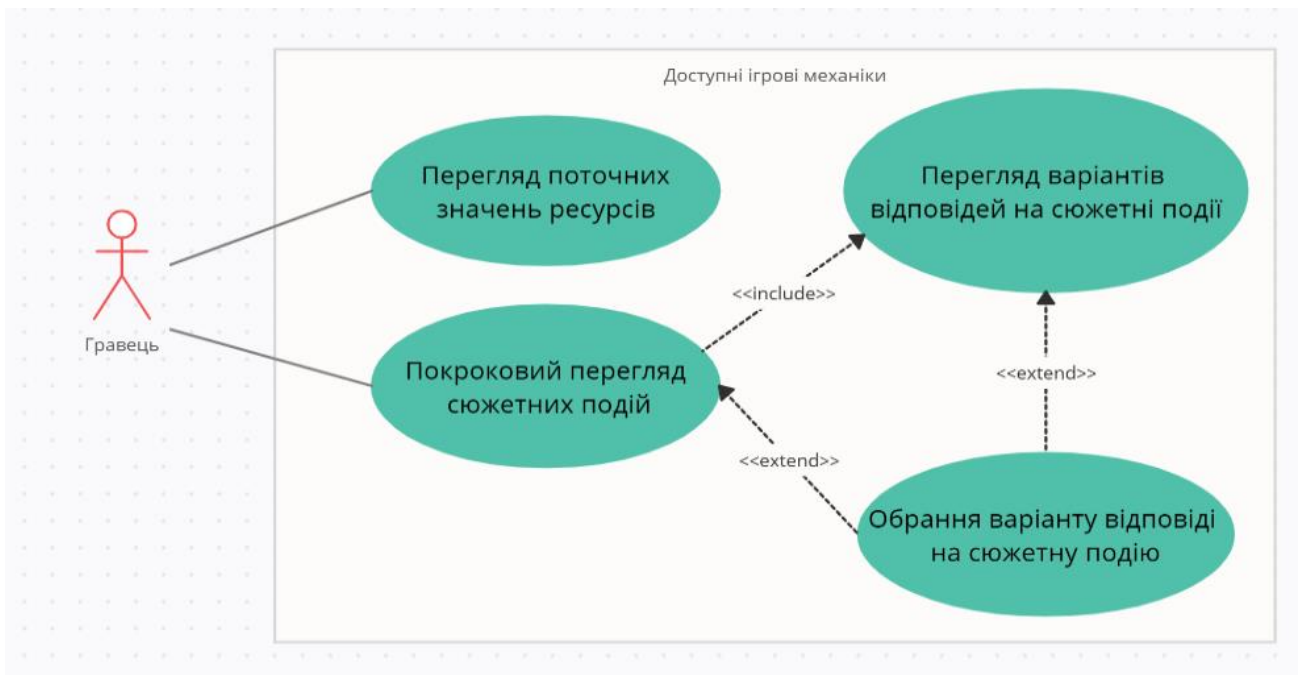 Доступні ігрові механіки
Перегляд поточних
значень ресурсів
Перегляд варіантів
відповідей на сюжетні події
<<include>>
Гравець
Покроковий перегляд
сюжетних подій
<<extend>>
<<extend>>
Обрання варіанту відповіді
на сюжетну подію